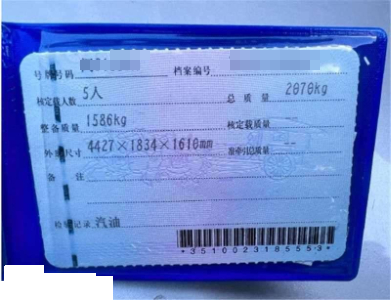 号牌号码 档案编号
核定载人数 5人 总质量 2070kg
整备质量 1586kg 核定载质量
外廓尺寸 4427×1834×1610mm 准牵引总质量 --
备注
检验记录 汽油
*3510023185553*